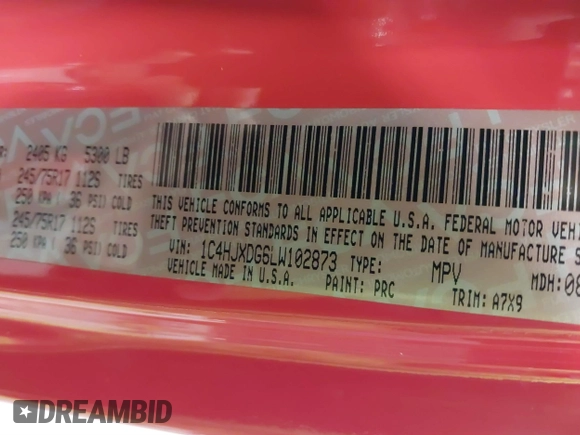 2405 KG 5300 LB
245/75R17 112S TIRES
250 KPA ( 36 PSI) COLD
245/75R17 112S TIRES
250 KPA ( 36 PSI) COLD
THIS VEHICLE CONFORMS TO ALL APPLICABLE U.S.A. FEDERAL MOTOR
THEFT PREVENTION STANDARDS IN EFFECT ON THE DATE OF MANUFACTURE
VIN: 1C4HJXDG6LW102873 TYPE: MPV MDH:08
VEHICLE MADE IN U.S.A. PAINT: PRC TRIM: A7X9
DREAMBID